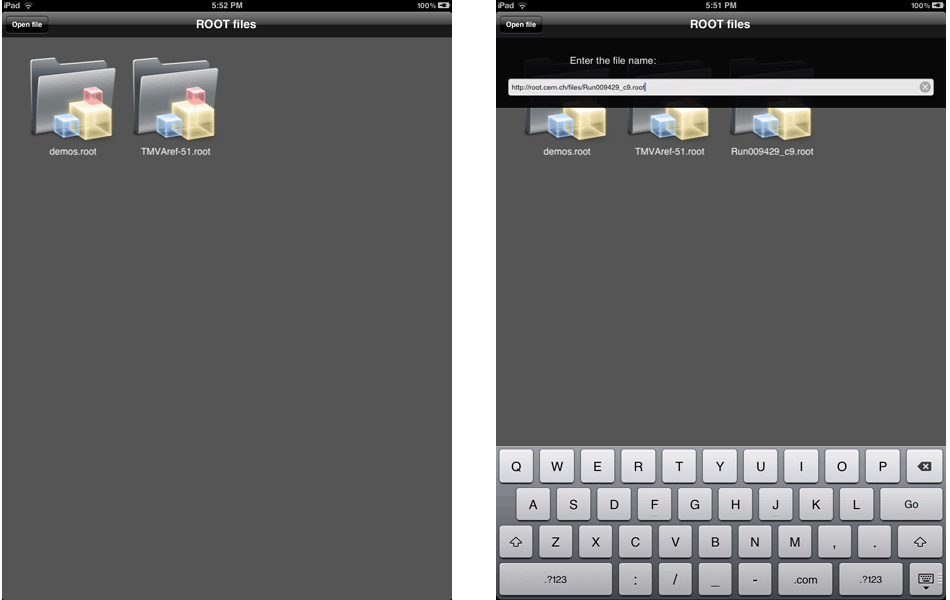 iPad 5:52 PM 100%
Open file ROOT files
demos.root TMVAref-51.root
iPad 5:51 PM 100%
Open file ROOT files
Enter the file name:
http://root.cern.ch/files/Run009429_c9.root
demos.root TMVAref-51.root Run009429_c9.root
Q W E R T Y U I O P
A S D F G H J K L Go
Z X C V B N M , .
.?123 : / _ - .com .?123